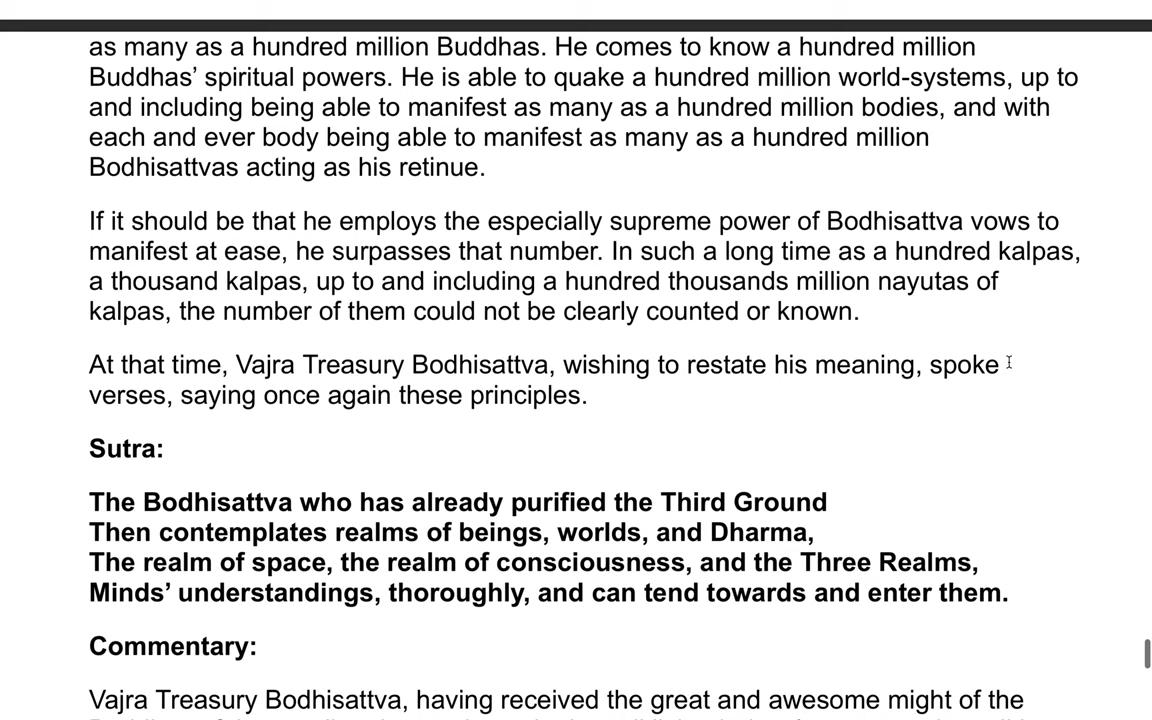 as many as a hundred million Buddhas. He comes to know a hundred million
Buddhas’ spiritual powers. He is able to quake a hundred million world-systems, up to
and including being able to manifest as many as a hundred million bodies, and with
each and ever body being able to manifest as many as a hundred million
Bodhisattvas acting as his retinue.
If it should be that he employs the especially supreme power of Bodhisattva vows to
manifest at ease, he surpasses that number. In such a long time as a hundred kalpas,
a thousand kalpas, up to and including a hundred thousands million nayutas of
kalpas, the number of them could not be clearly counted or known.
At that time, Vajra Treasury Bodhisattva, wishing to restate his meaning, spoke
verses, saying once again these principles.
Sutra:
The Bodhisattva who has already purified the Third Ground
Then contemplates realms of beings, worlds, and Dharma,
The realm of space, the realm of consciousness, and the Three Realms,
Minds’ understandings, thoroughly, and can tend towards and enter them.
Commentary:
Vajra Treasury Bodhisattva, having received the great and awesome might of the